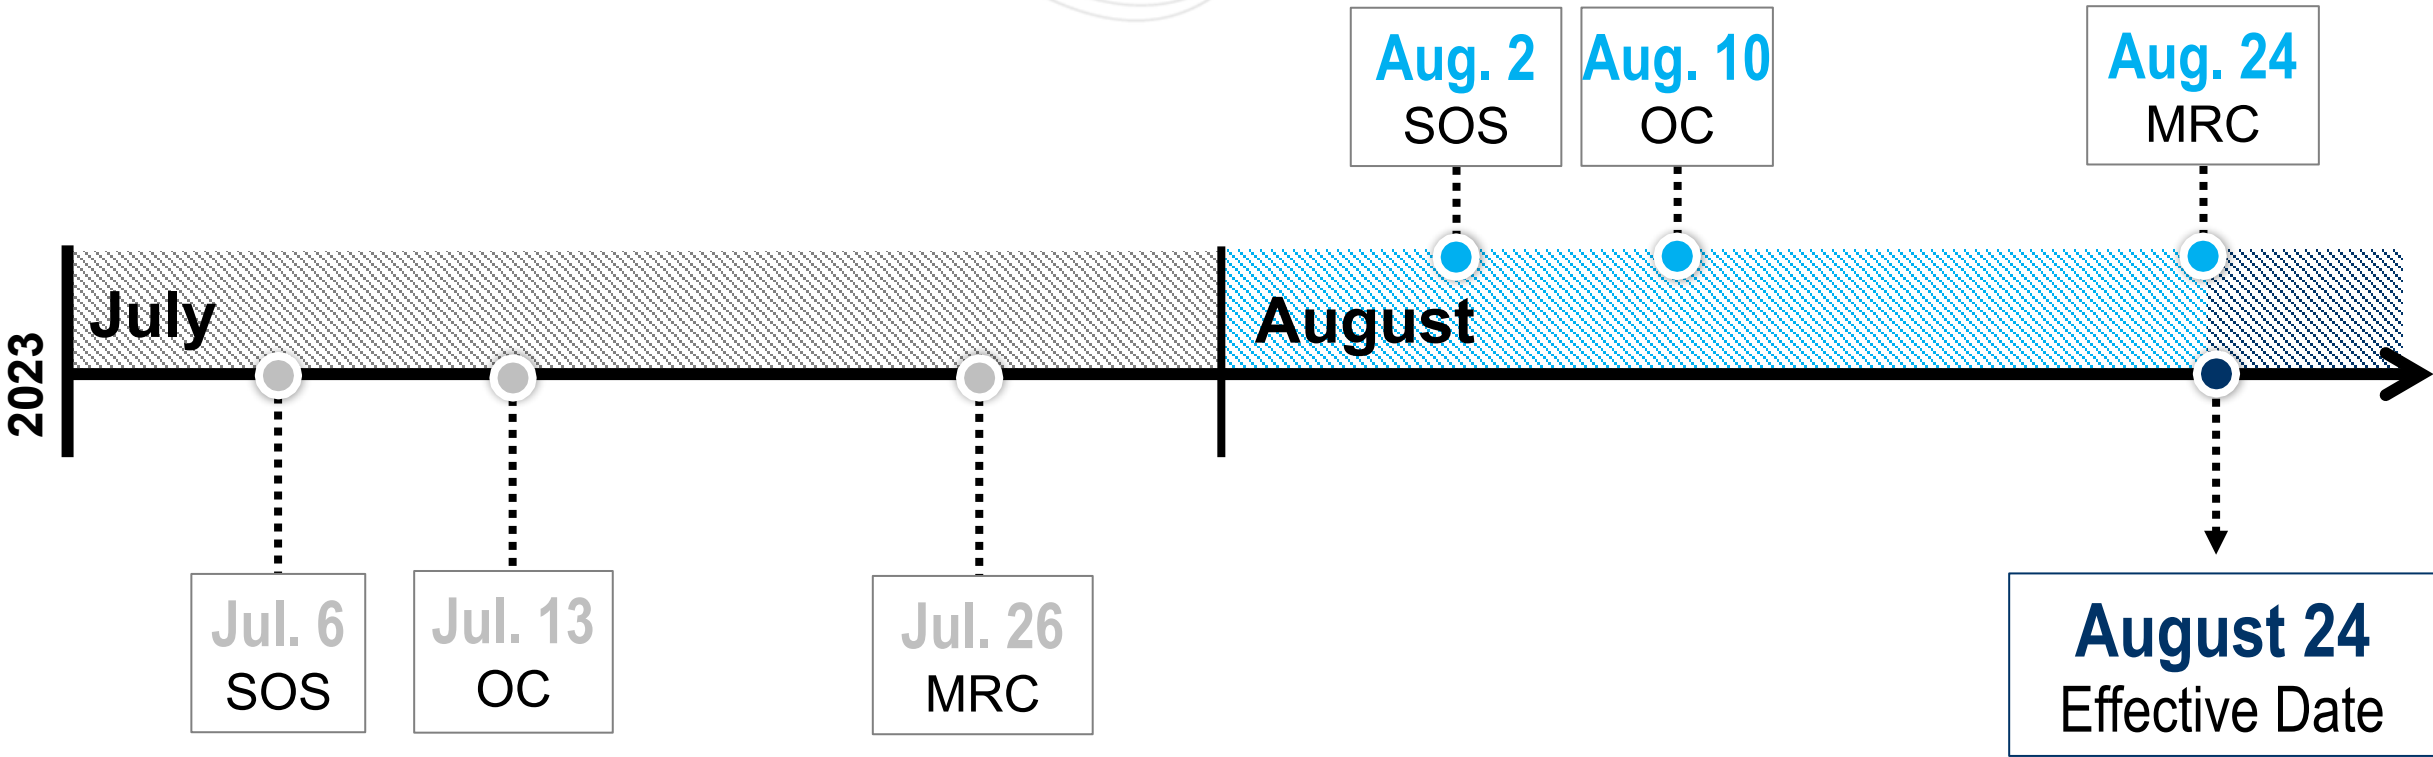 Aug. 2
SOS
Aug. 10
OC
Aug. 24
MRC
2023
July
August
Jul. 6
SOS
Jul. 13
OC
Jul. 26
MRC
August 24
Effective Date